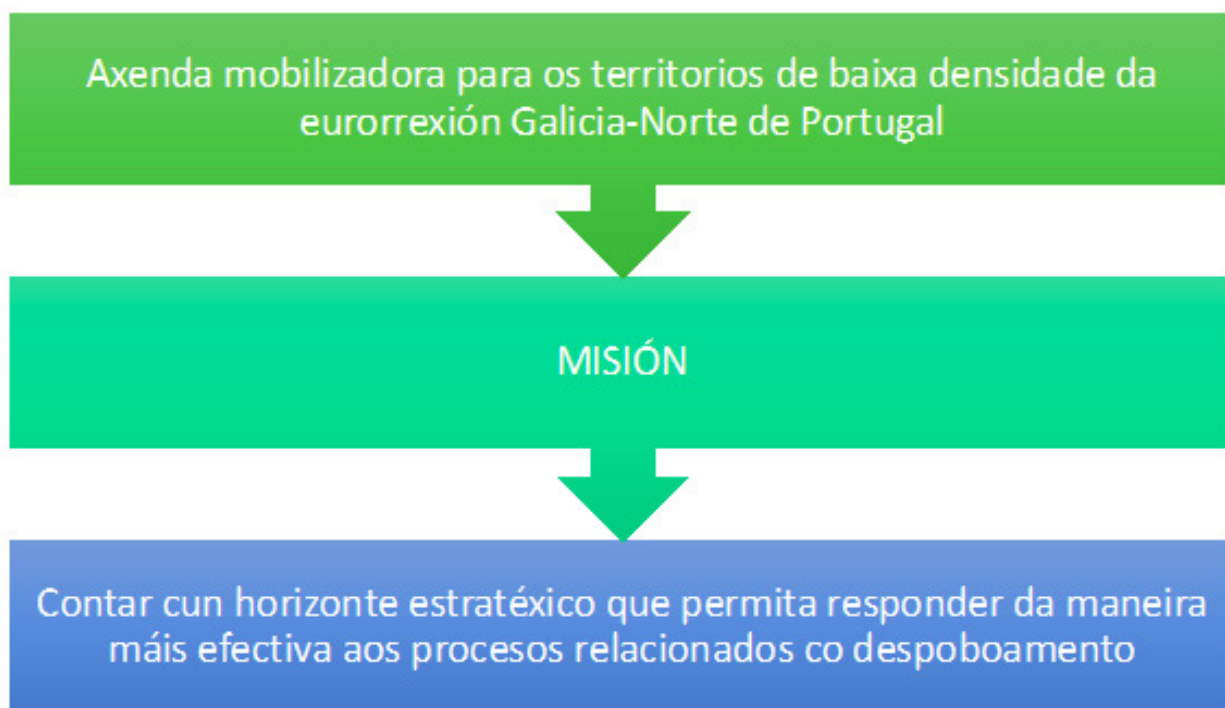 Axenda mobilizadora para os territorios de baixa densidade da
eurorrexión Galicia-Norte de Portugal
MISIÓN
Contar cun horizonte estratéxico que permita responder da maneira
máis efectiva aos procesos relacionados co despoboamento